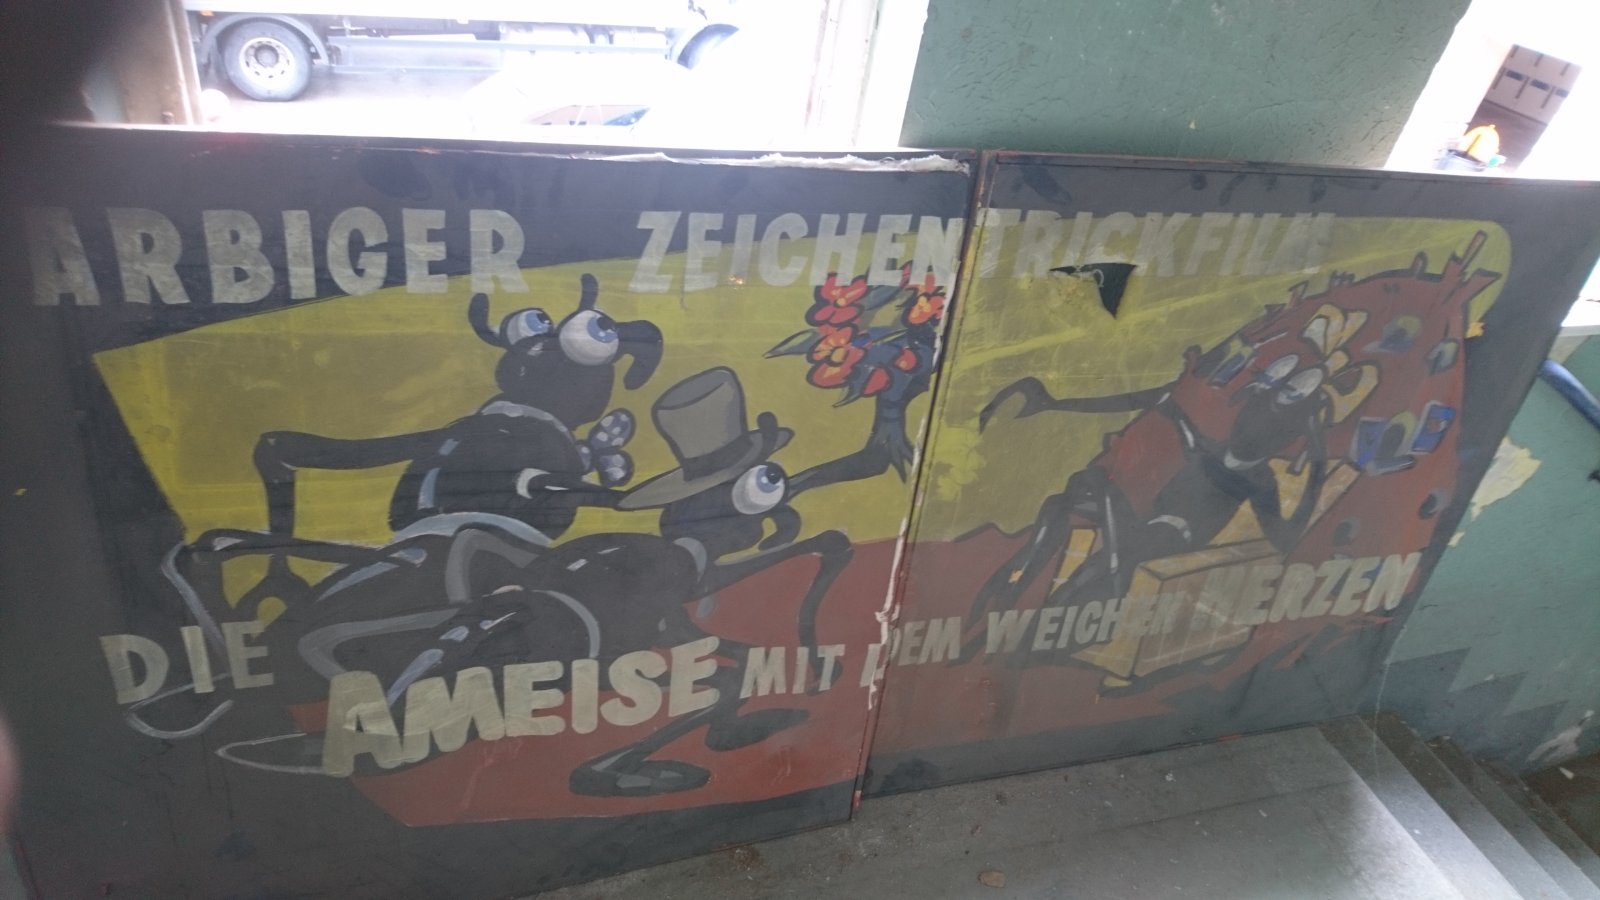 ARBIGER ZEICHENTRICKFILM
DIE AMEISE MIT DEM WEICHEN HERZEN